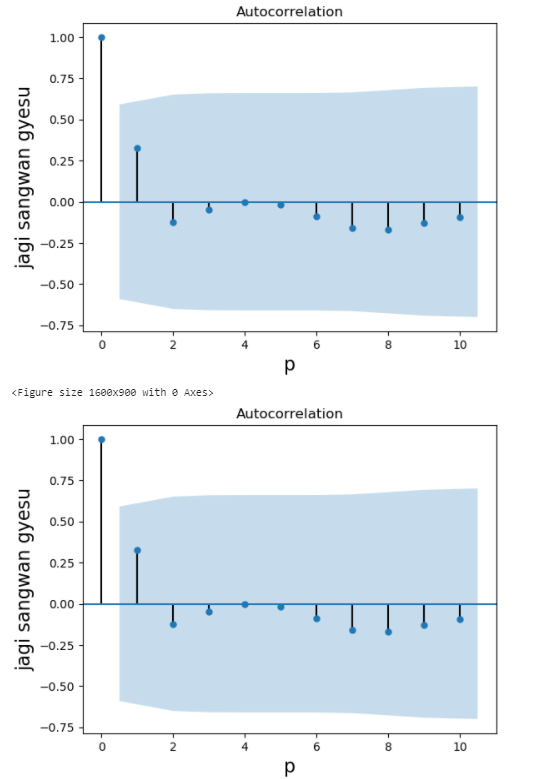 Autocorrelation
1.00
0.75
0.50
0.25
0.00
−0.25
−0.50
−0.75
jagi sangwan gyesu
0 2 4 6 8 10
p
<Figure size 1600x900 with 0 Axes>
Autocorrelation
1.00
0.75
0.50
0.25
0.00
−0.25
−0.50
−0.75
jagi sangwan gyesu
0 2 4 6 8 10
p